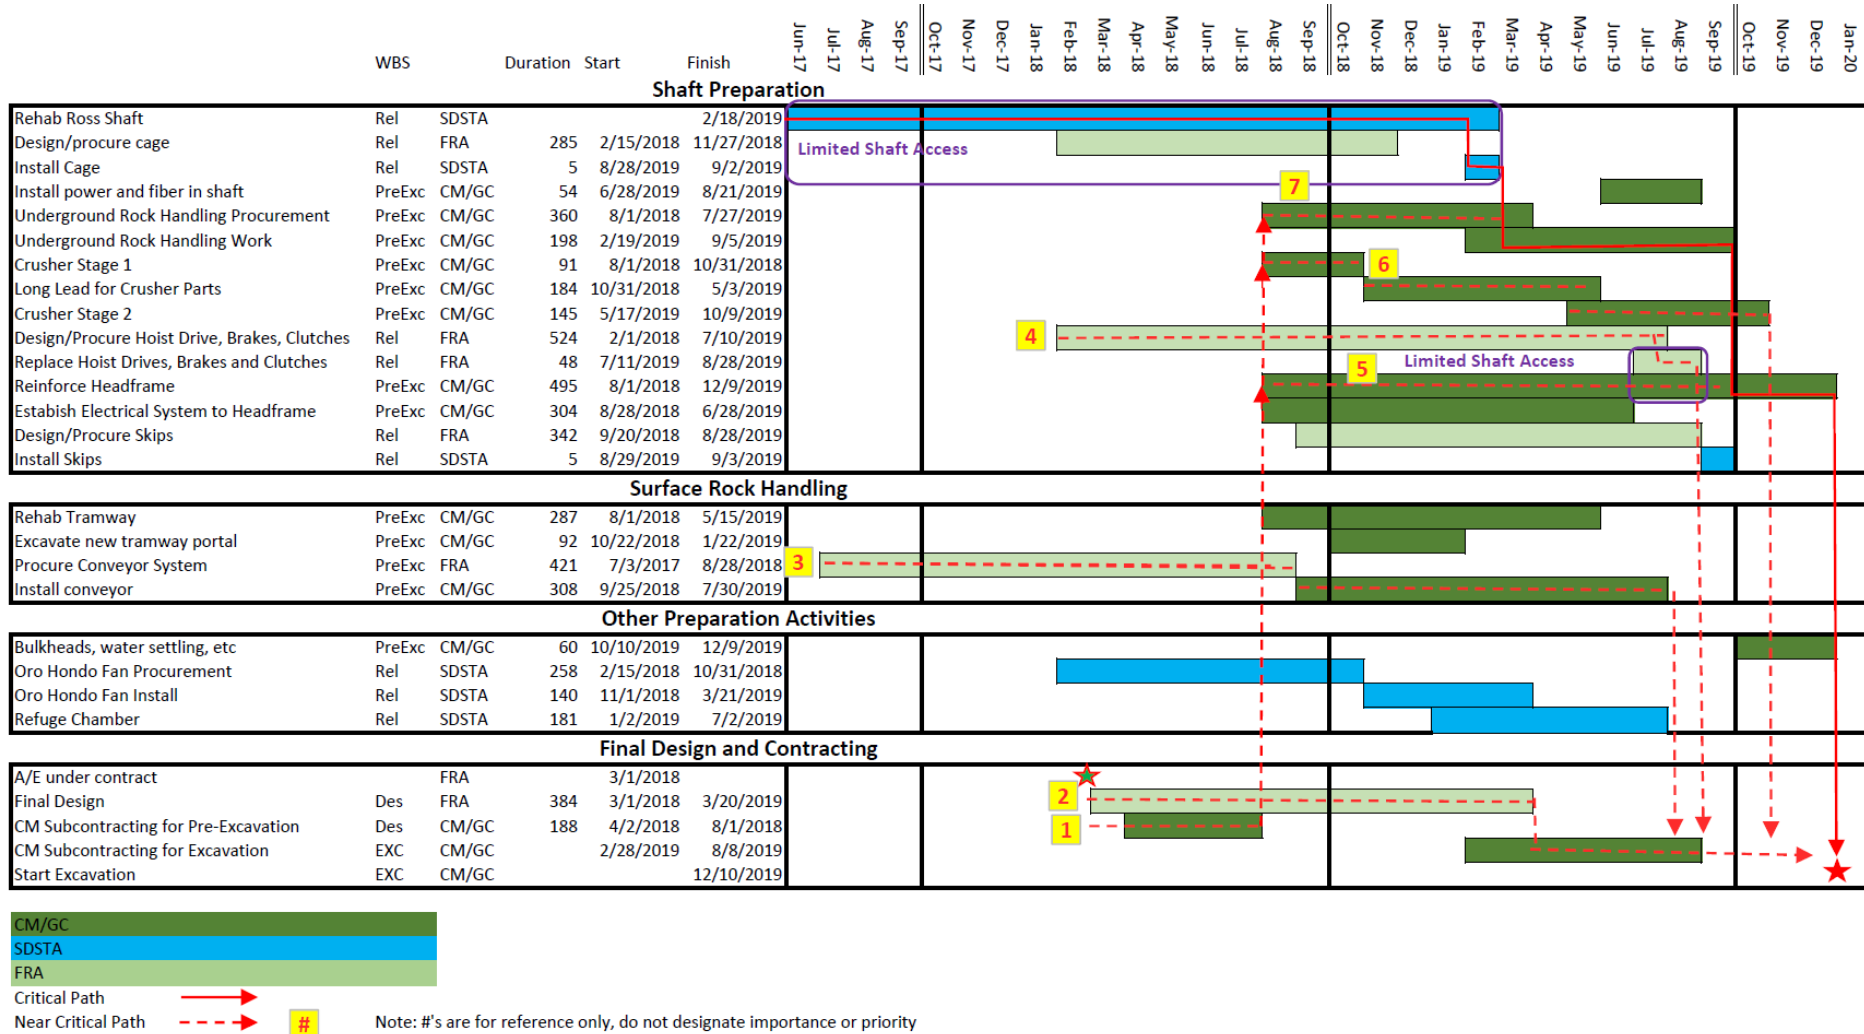 Jun-17 Jul-17 Aug-17 Sep-17 Oct-17 Nov-17 Dec-17 Jan-18 Feb-18 Mar-18 Apr-18 May-18 Jun-18 Jul-18 Aug-18 Sep-18 Oct-18 Nov-18 Dec-18 Jan-19 Feb-19 Mar-19 Apr-19 May-19 Jun-19 Jul-19 Aug-19 Sep-19 Oct-19 Nov-19 Dec-19 Jan-20
WBS Duration Start Finish
Shaft Preparation
Rehab Ross Shaft Rel SDSTA 2/18/2019
Design/procure cage Rel FRA 285 2/15/2018 11/27/2018
Limited Shaft Access
Install Cage Rel SDSTA 5 8/28/2019 9/2/2019
Install power and fiber in shaft PreExc CM/GC 54 6/28/2019 8/21/2019 7
Underground Rock Handling Procurement PreExc CM/GC 360 8/1/2018 7/27/2019
Underground Rock Handling Work PreExc CM/GC 198 2/19/2019 9/5/2019
Crusher Stage 1 PreExc CM/GC 91 8/1/2018 10/31/2018 6
Long Lead for Crusher Parts PreExc CM/GC 184 10/31/2018 5/3/2019
Crusher Stage 2 PreExc CM/GC 145 5/17/2019 10/9/2019
Design/Procure Hoist Drive, Brakes, Clutches Rel FRA 524 2/1/2018 7/10/2019 4
Replace Hoist Drives, Brakes and Clutches Rel FRA 48 7/11/2019 8/28/2019 5 Limited Shaft Access
Reinforce Headframe PreExc CM/GC 495 8/1/2018 12/9/2019
Estabish Electrical System to Headframe PreExc CM/GC 304 8/28/2018 6/28/2019
Design/Procure Skips Rel FRA 342 9/20/2018 8/28/2019
Install Skips Rel SDSTA 5 8/29/2019 9/3/2019
Surface Rock Handling
Rehab Tramway PreExc CM/GC 287 8/1/2018 5/15/2019
Excavate new tramway portal PreExc CM/GC 92 10/22/2018 1/22/2019
Procure Conveyor System PreExc FRA 421 7/3/2017 8/28/2018 3
Install conveyor PreExc CM/GC 308 9/25/2018 7/30/2019
Other Preparation Activities
Bulkheads, water settling, etc PreExc CM/GC 60 10/10/2019 12/9/2019
Oro Hondo Fan Procurement Rel SDSTA 258 2/15/2018 10/31/2018
Oro Hondo Fan Install Rel SDSTA 140 11/1/2018 3/21/2019
Refuge Chamber Rel SDSTA 181 1/2/2019 7/2/2019
Final Design and Contracting
A/E under contract FRA 3/1/2018
Final Design Des FRA 384 3/1/2018 3/20/2019 2
CM Subcontracting for Pre-Excavation Des CM/GC 188 4/2/2018 8/1/2018 1
CM Subcontracting for Excavation EXC CM/GC 2/28/2019 8/8/2019
Start Excavation EXC CM/GC 12/10/2019
CM/GC
SDSTA
FRA
Critical Path
Near Critical Path # Note: #'s are for reference only, do not designate importance or priority